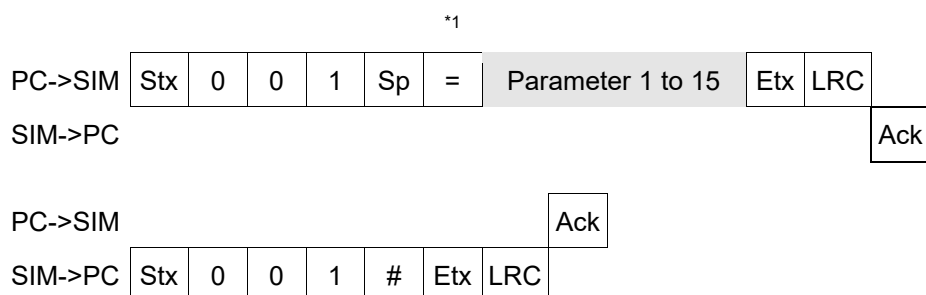 *1
PC->SIM Stx 0 0 1 Sp = Parameter 1 to 15 Etx LRC
SIM->PC Ack
PC->SIM Ack
SIM->PC Stx 0 0 1 # Etx LRC